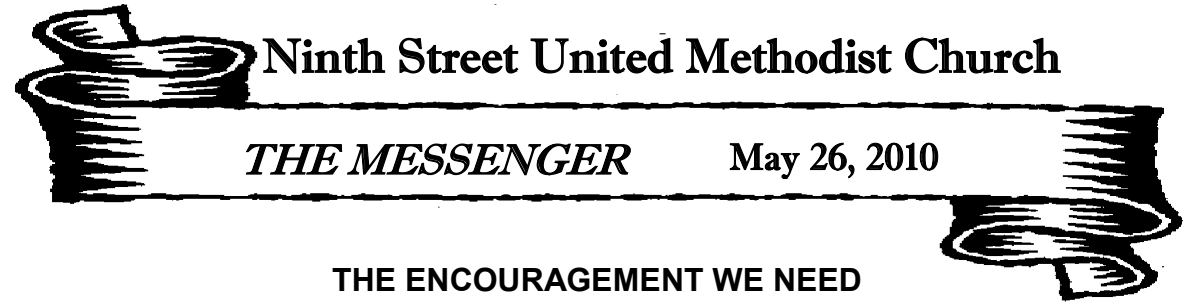 Ninth Street United Methodist Church
THE MESSENGER May 26, 2010
THE ENCOURAGEMENT WE NEED